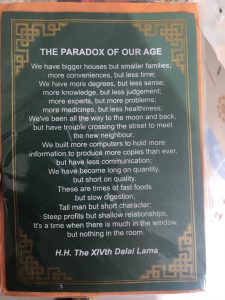 THE PARADOX OF OUR AGE
We have bigger houses but smaller families;
more conveniences, but less time;
We have more degrees, but less sense;
more knowledge, but less judgement;
more experts, but more problems;
more medicines, but less healthiness;
We've been all the way to the moon and back,
but have trouble crossing the street to meet
the new neighbour.
We built more computers to hold more
information to produce more copies than ever,
but have less communication;
We have become long on quantity,
but short on quality.
These are times of fast foods
but slow digestion;
Tall man but short character;
Steep profits but shallow relationships.
It's a time when there is much in the window,
but nothing in the room.
H.H. The XIVth Dalai Lama